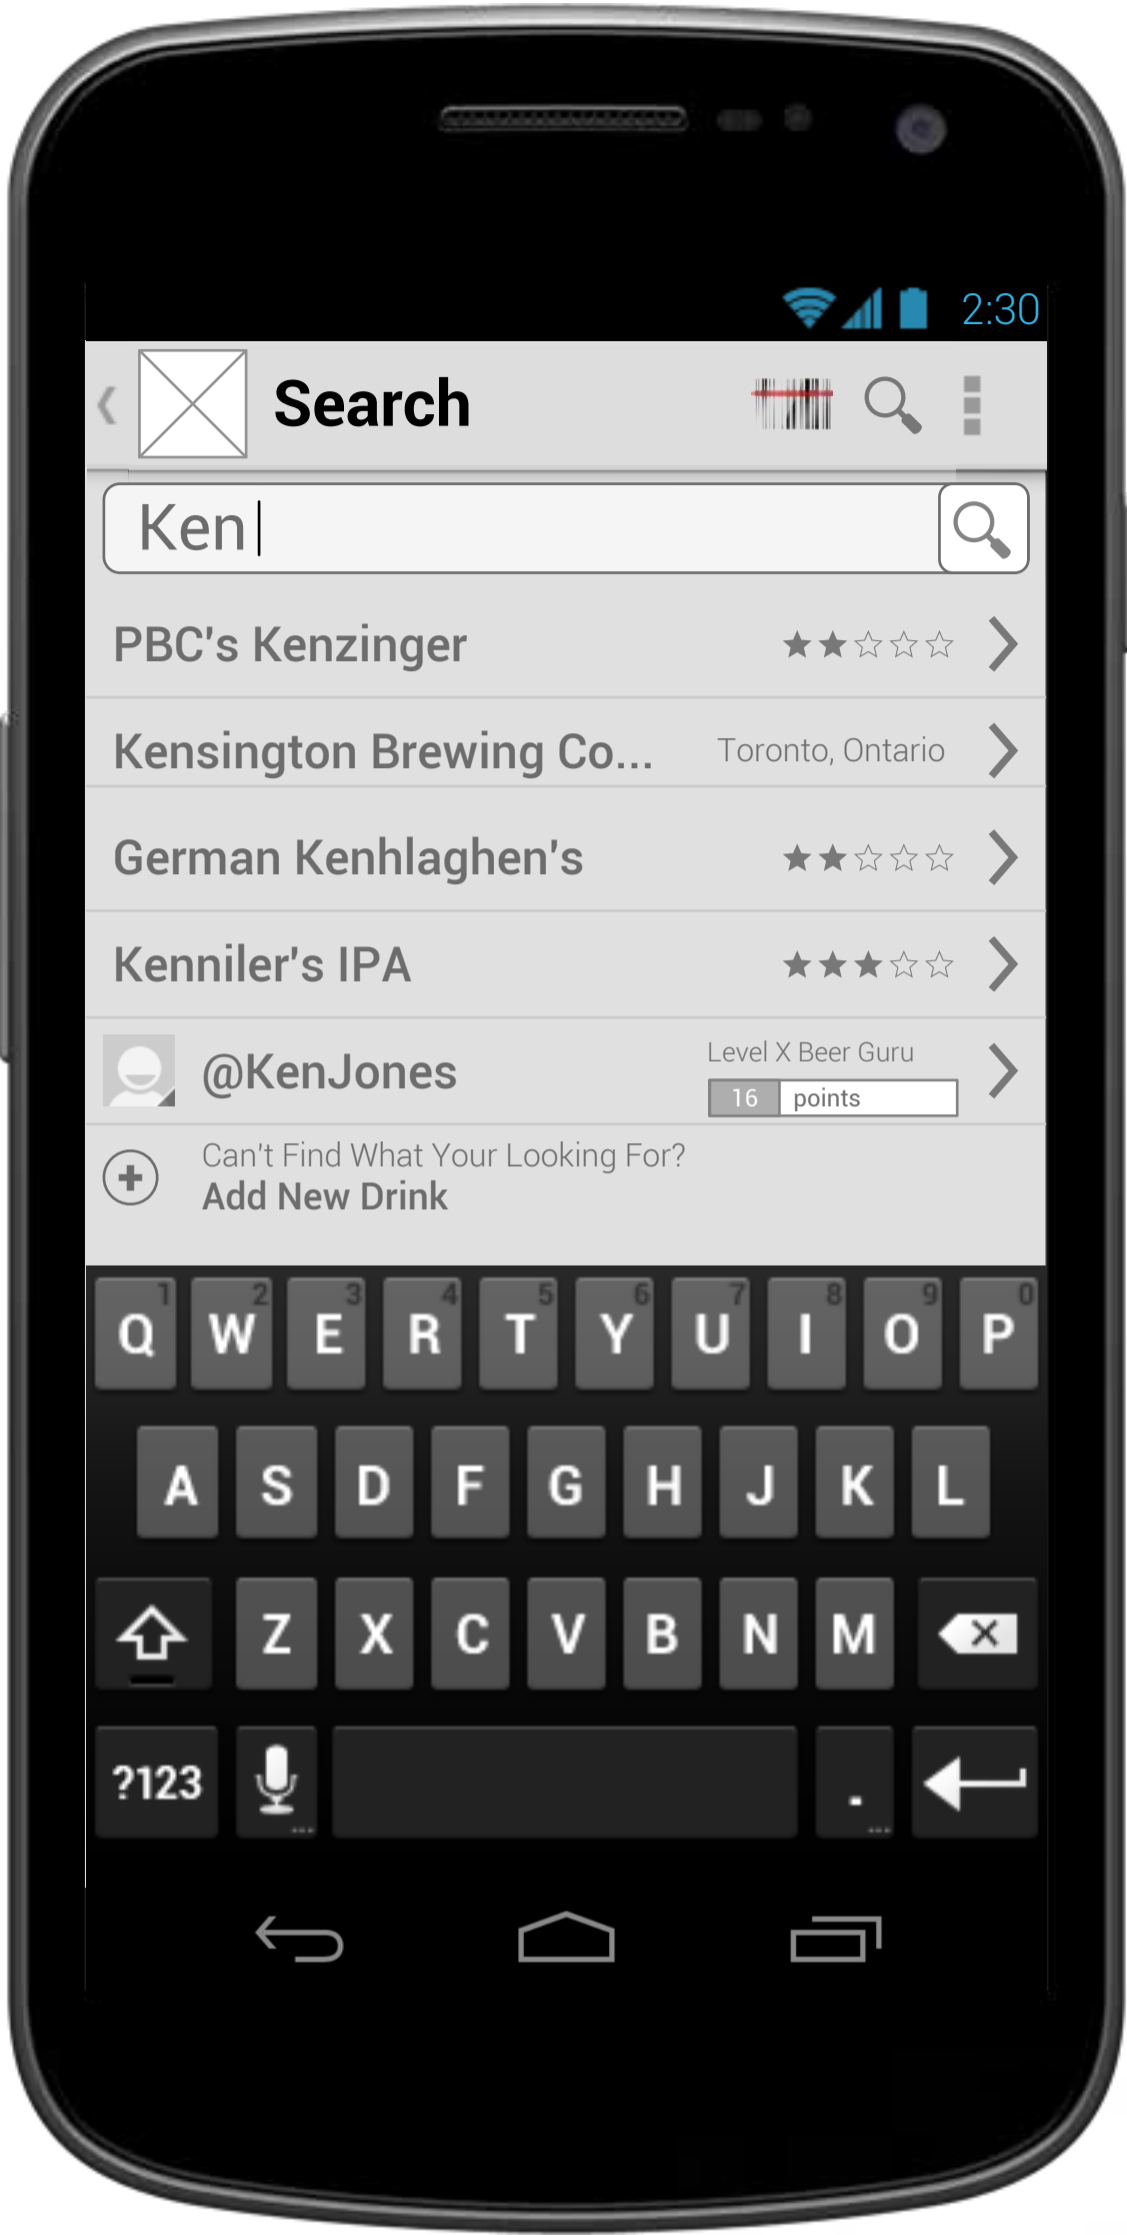 2:30
Search
Ken
PBC's Kenzinger
Kensington Brewing Co... Toronto, Ontario
German Kenhlaghen's
Kenniler's IPA
@KenJones Level X Beer Guru
16 points
Can't Find What Your Looking For?
Add New Drink
1 2 3 4 5 6 7 8 9 0
Q W E R T Y U I O P
A S D F G H J K L
Z X C V B N M
?123 ... . ...